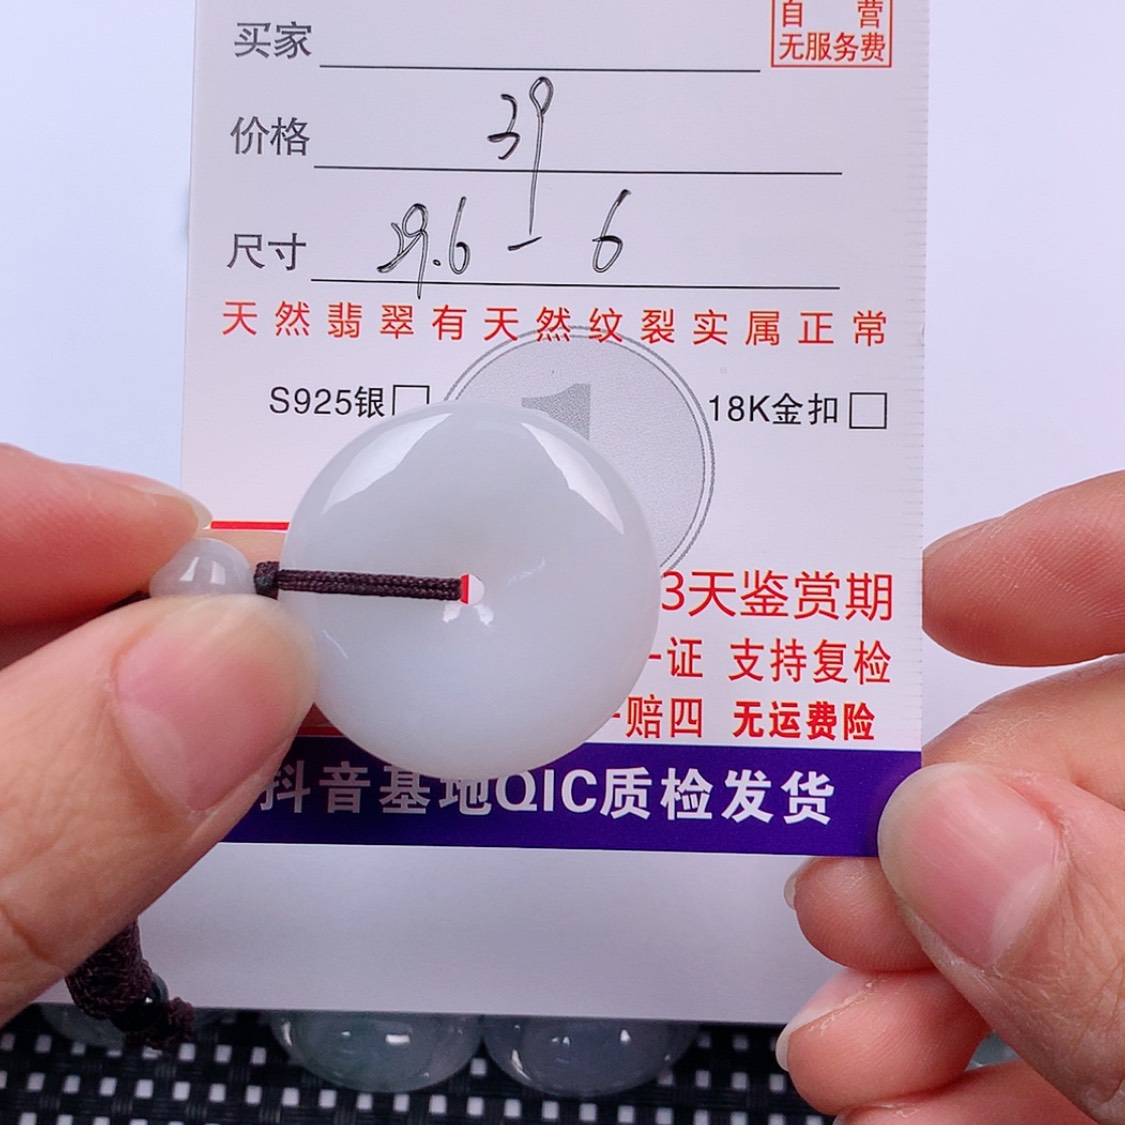 自 营
无服务费
买家
价格 39
尺寸 29.6 - 6
天然翡翠有天然纹裂实属正常
S925银□ 18K金扣□
1
3天鉴赏期
一证 支持复检
赔四 无运费险
抖音基地QIC质检发货